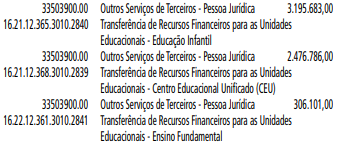 33503900.00 Outros Serviços de Terceiros - Pessoa Jurídica 3.195.683,00
16.21.12.365.3010.2840 Transferência de Recursos Financeiros para as Unidades
Educacionais - Educação Infantil
33503900.00 Outros Serviços de Terceiros - Pessoa Jurídica 2.476.786,00
16.21.12.368.3010.2839 Transferência de Recursos Financeiros para as Unidades
Educacionais - Centro Educacional Unificado (CEU)
33503900.00 Outros Serviços de Terceiros - Pessoa Jurídica 306.101,00
16.22.12.361.3010.2841 Transferência de Recursos Financeiros para as Unidades
Educacionais - Ensino Fundamental